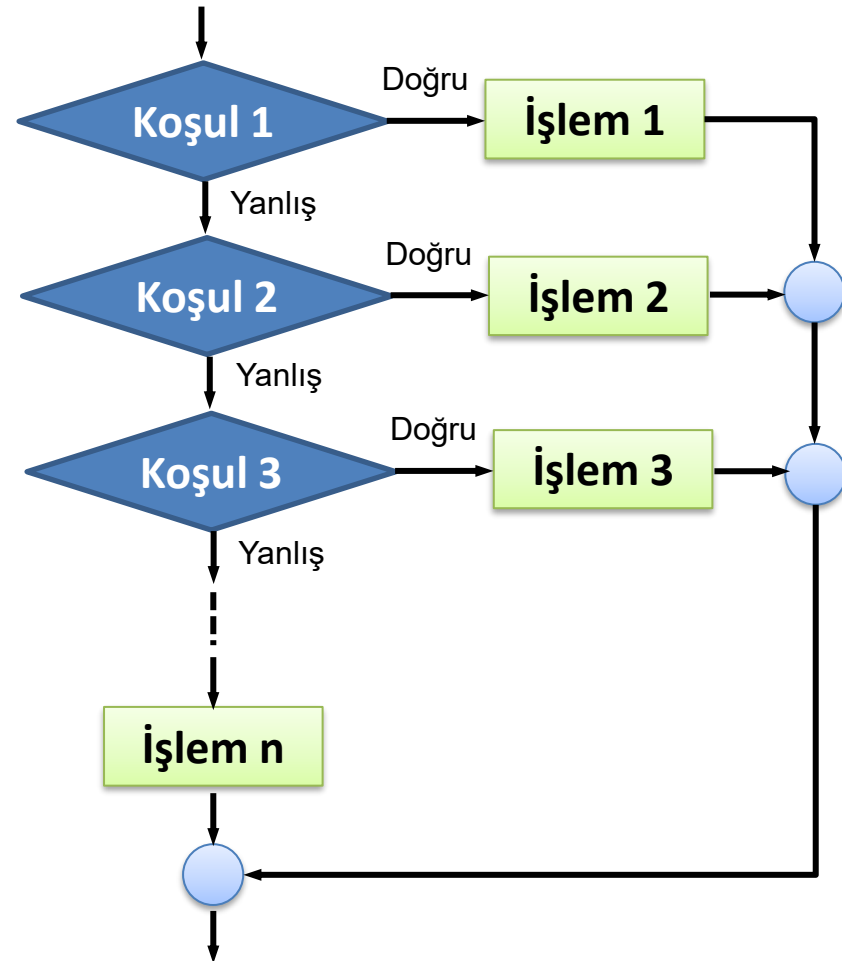 Doğru
Koşul 1
İşlem 1
Yanlış
Doğru
Koşul 2
İşlem 2
Yanlış
Doğru
Koşul 3
İşlem 3
Yanlış
İşlem n